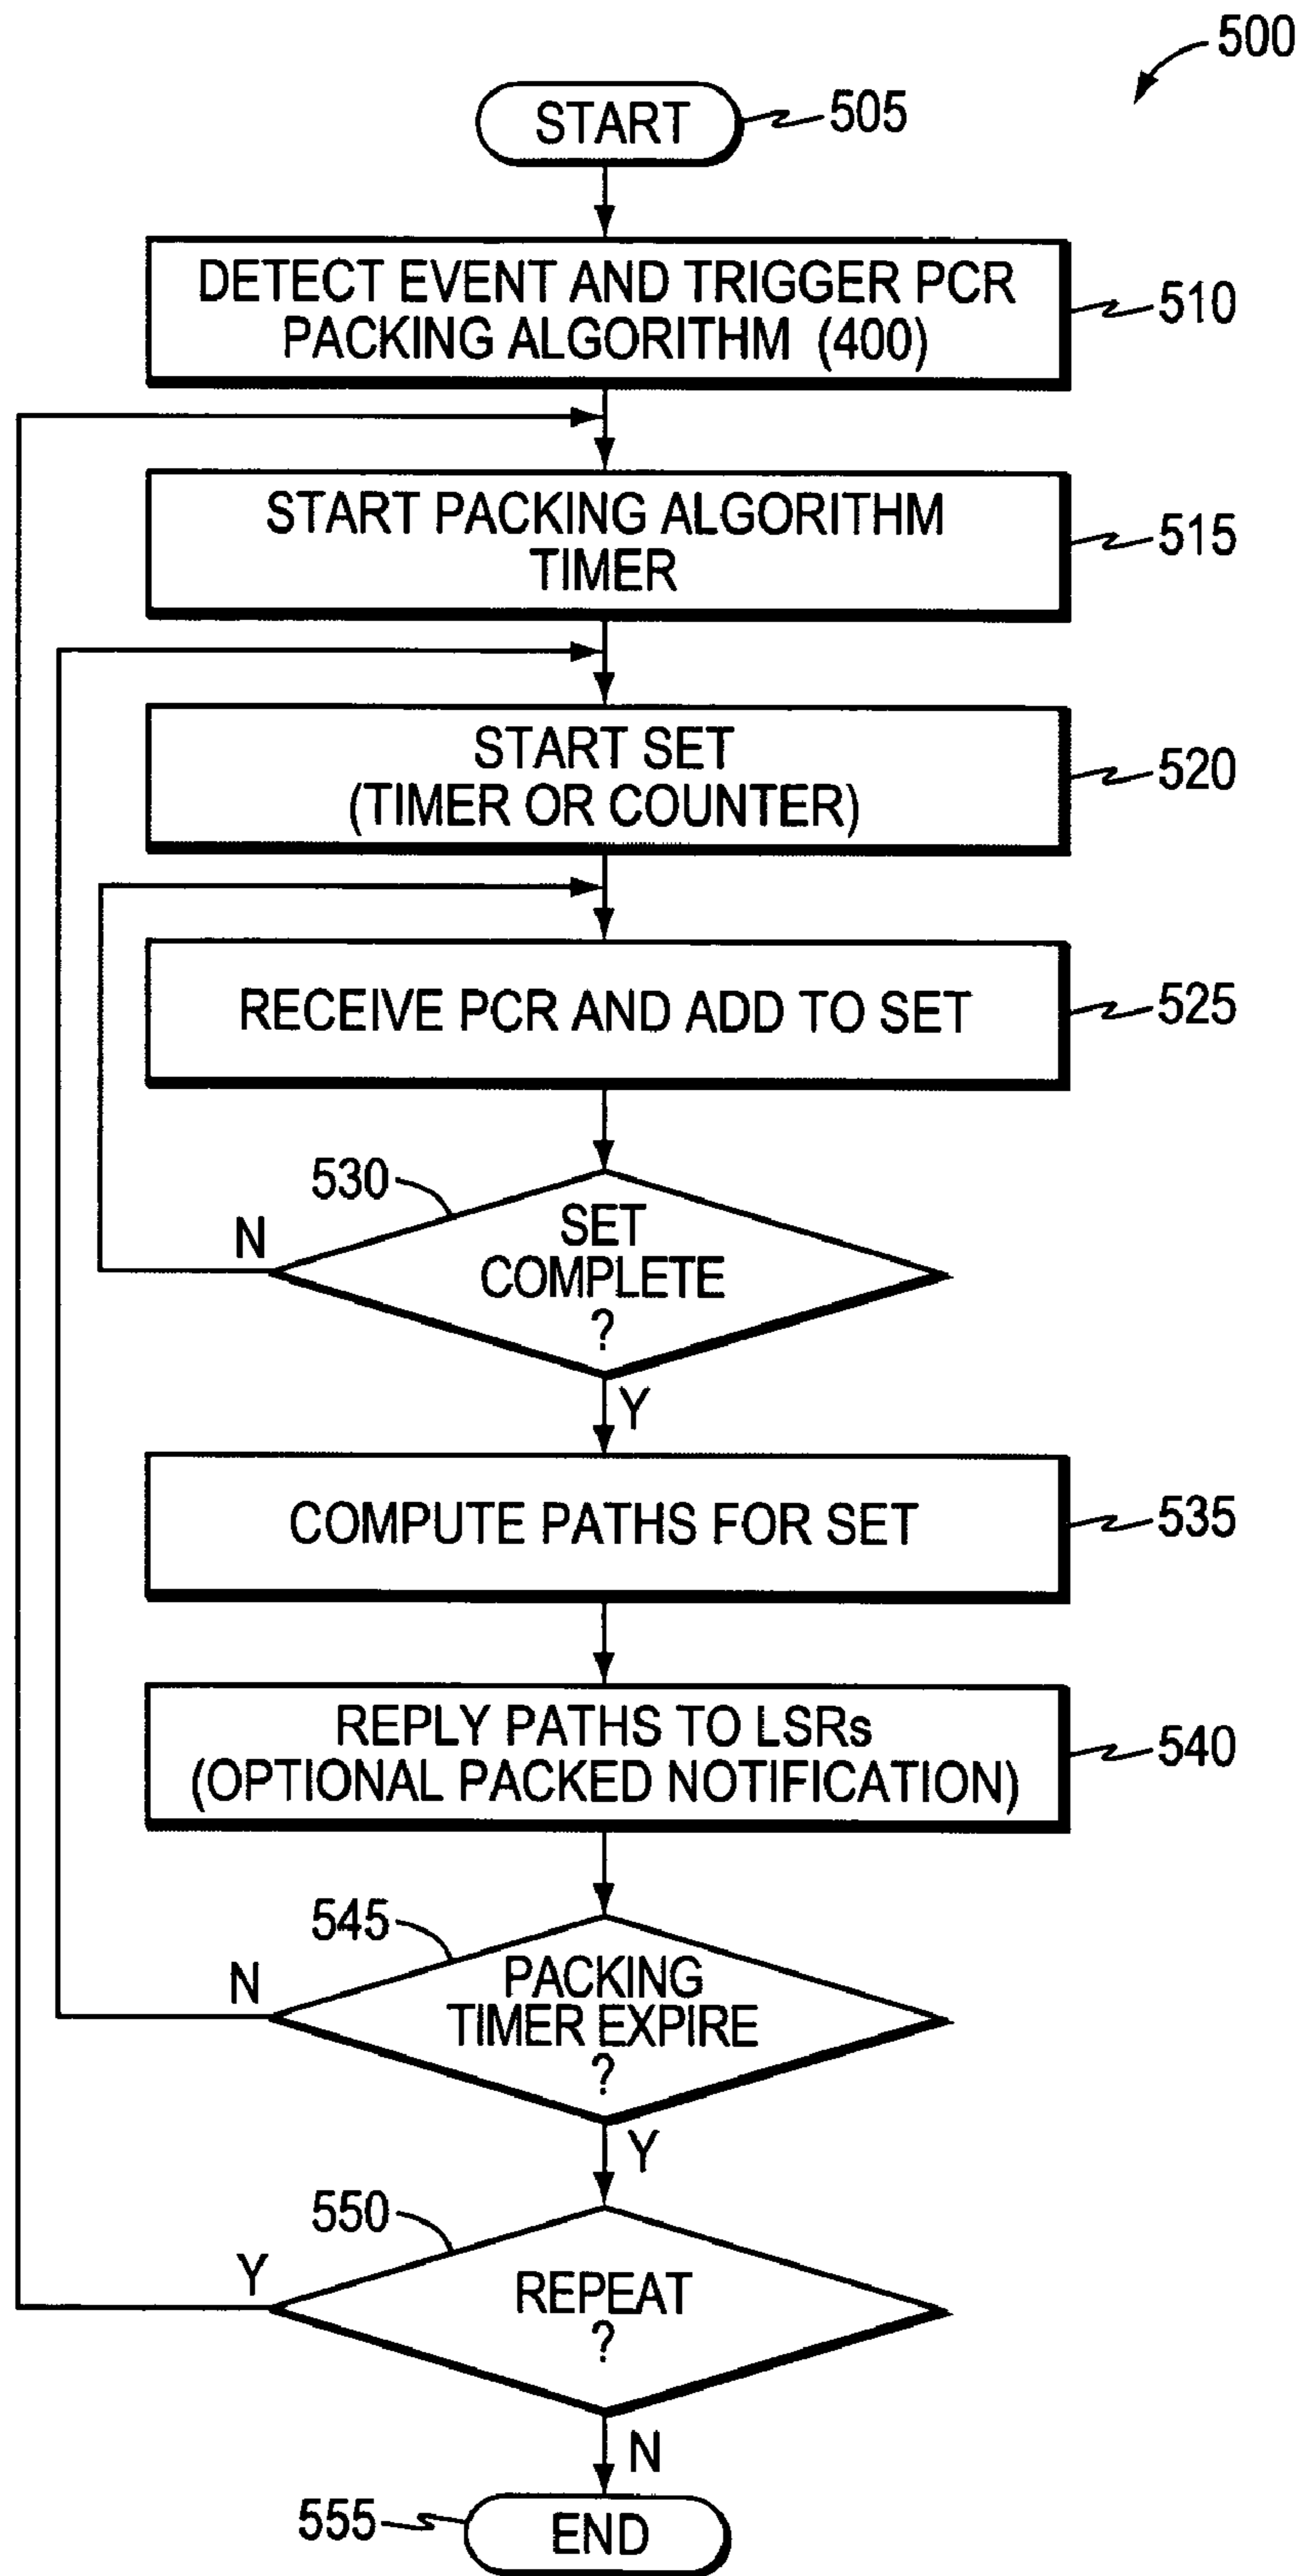 500
START
505
DETECT EVENT AND TRIGGER PCR
PACKING ALGORITHM (400)
510
START PACKING ALGORITHM
TIMER
515
START SET
(TIMER OR COUNTER)
520
RECEIVE PCR AND ADD TO SET
525
530
N
SET
COMPLETE
?
Y
COMPUTE PATHS FOR SET
535
REPLY PATHS TO LSRs
(OPTIONAL PACKED NOTIFICATION)
540
545
N
PACKING
TIMER EXPIRE
?
Y
550
Y
REPEAT
?
N
555
END